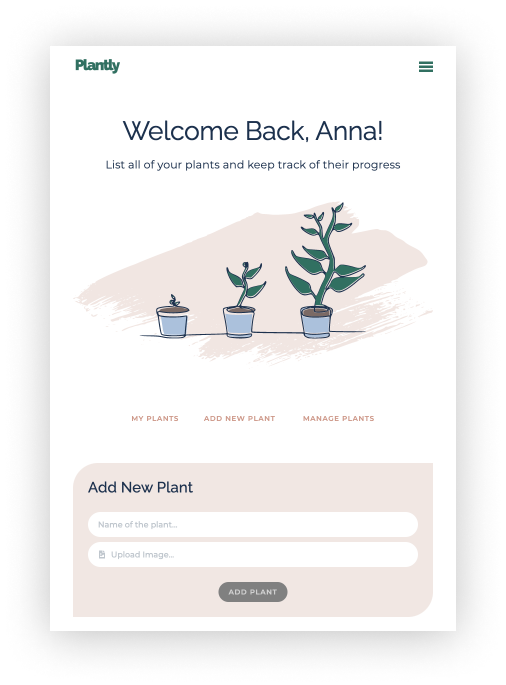 Plantly
Welcome Back, Anna!
List all of your plants and keep track of their progress
MY PLANTS
ADD NEW PLANT
MANAGE PLANTS
Add New Plant
Name of the plant...
Upload Image...
ADD PLANT